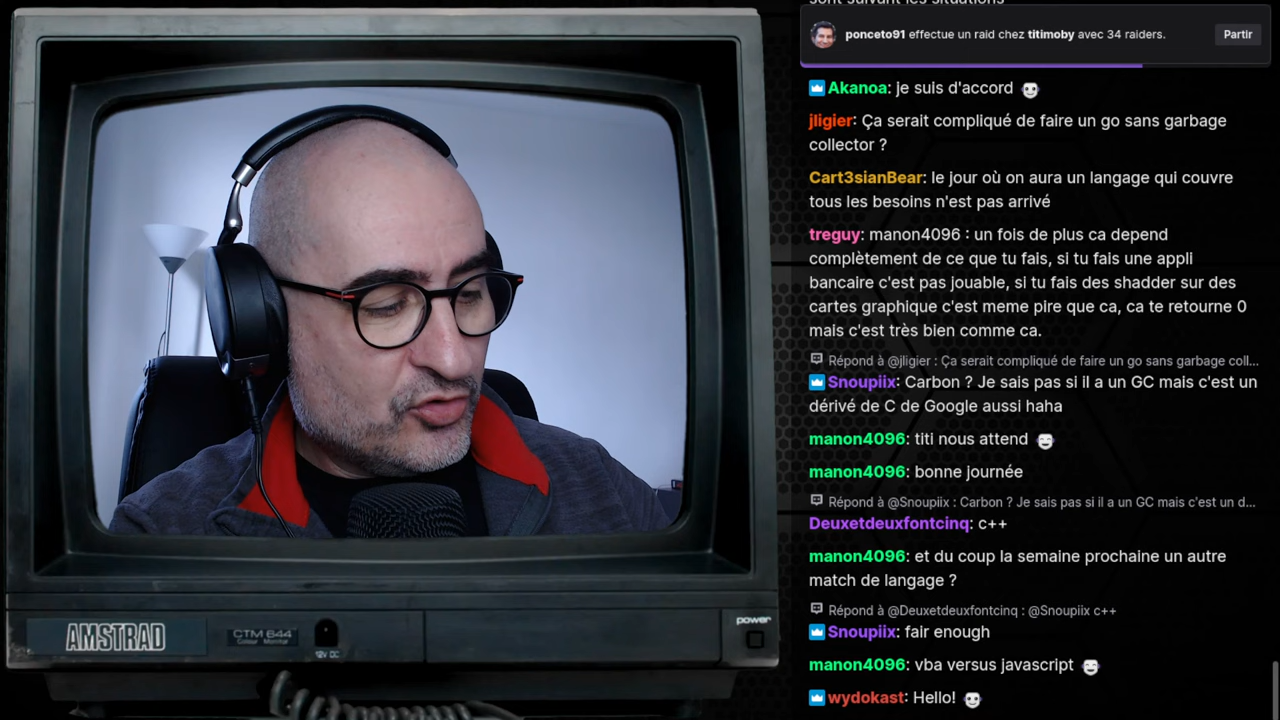 sont suivant les situations
ponceto91 effectue un raid chez titimoby avec 34 raiders.
Partir
Akanoa: je suis d'accord
jligier: Ça serait compliqué de faire un go sans garbage
collector ?
Cart3sianBear: le jour où on aura un langage qui couvre
tous les besoins n'est pas arrivé
treguy: manon4096 : un fois de plus ca depend
complètement de ce que tu fais, si tu fais une appli
bancaire c'est pas jouable, si tu fais des shadder sur des
cartes graphique c'est meme pire que ca, ca te retourne 0
mais c'est très bien comme ca.
Répond à @jligier : Ça serait compliqué de faire un go sans garbage coll...
Snoupiix: Carbon ? Je sais pas si il a un GC mais c'est un
dérivé de C de Google aussi haha
manon4096: titi nous attend
manon4096: bonne journée
Répond à @Snoupiix : Carbon ? Je sais pas si il a un GC mais c'est un d...
Deuxetdeuxfontcinq: c++
manon4096: et du coup la semaine prochaine un autre
match de langage ?
Répond à @Deuxetdeuxfontcinq : @Snoupiix c++
Snoupiix: fair enough
manon4096: vba versus javascript
wydokast: Hello!
AMSTRAD
CTM 644
Colour Monitor
12V DC
power